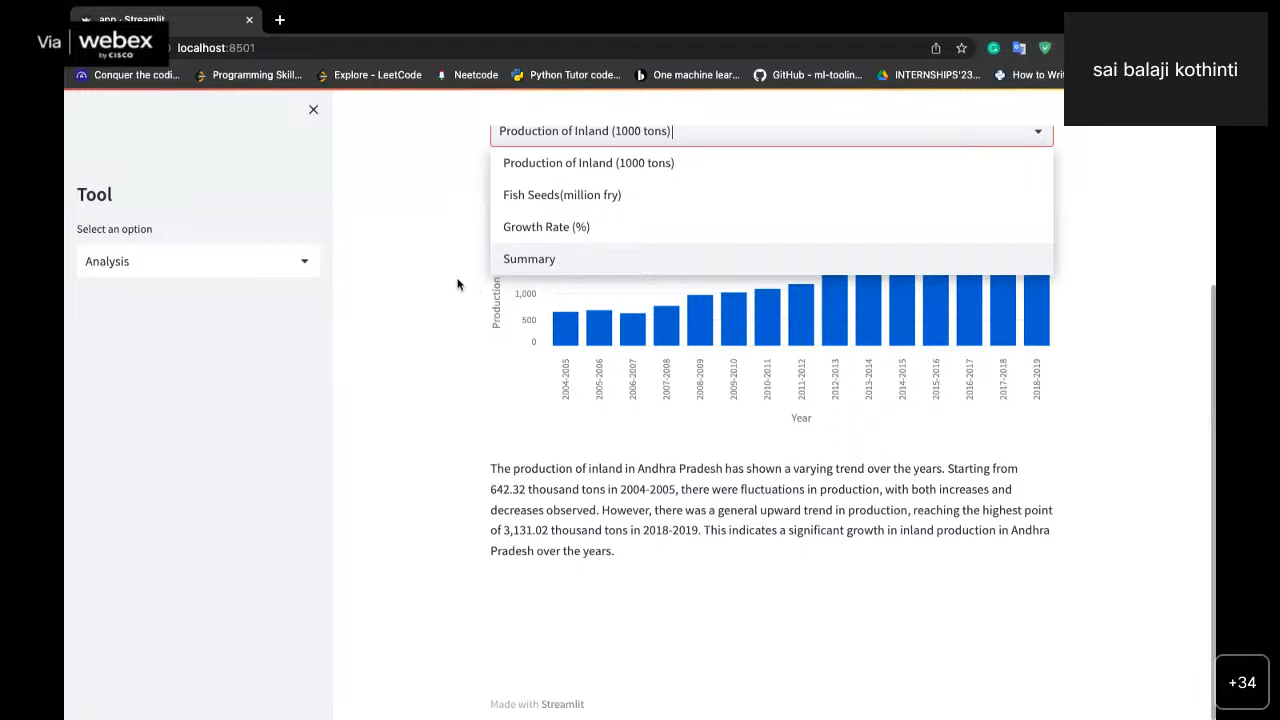 app · Streamlit
Via webex
by CISCO
localhost:8501
sai balaji kothinti
Conquer the codi...
Programming Skill...
Explore - LeetCode
Neetcode
Python Tutor code...
One machine lear...
GitHub - ml-toolin...
INTERNSHIPS'23...
How to Writ
Tool
Select an option
Analysis
Production of Inland (1000 tons)
Production of Inland (1000 tons)
Fish Seeds(million fry)
Growth Rate (%)
Summary
Production
1,000
500
0
2004-2005
2005-2006
2006-2007
2007-2008
2008-2009
2009-2010
2010-2011
2011-2012
2012-2013
2013-2014
2014-2015
2015-2016
2016-2017
2017-2018
2018-2019
Year
The production of inland in Andhra Pradesh has shown a varying trend over the years. Starting from
642.32 thousand tons in 2004-2005, there were fluctuations in production, with both increases and
decreases observed. However, there was a general upward trend in production, reaching the highest point
of 3,131.02 thousand tons in 2018-2019. This indicates a significant growth in inland production in Andhra
Pradesh over the years.
Made with Streamlit
+34